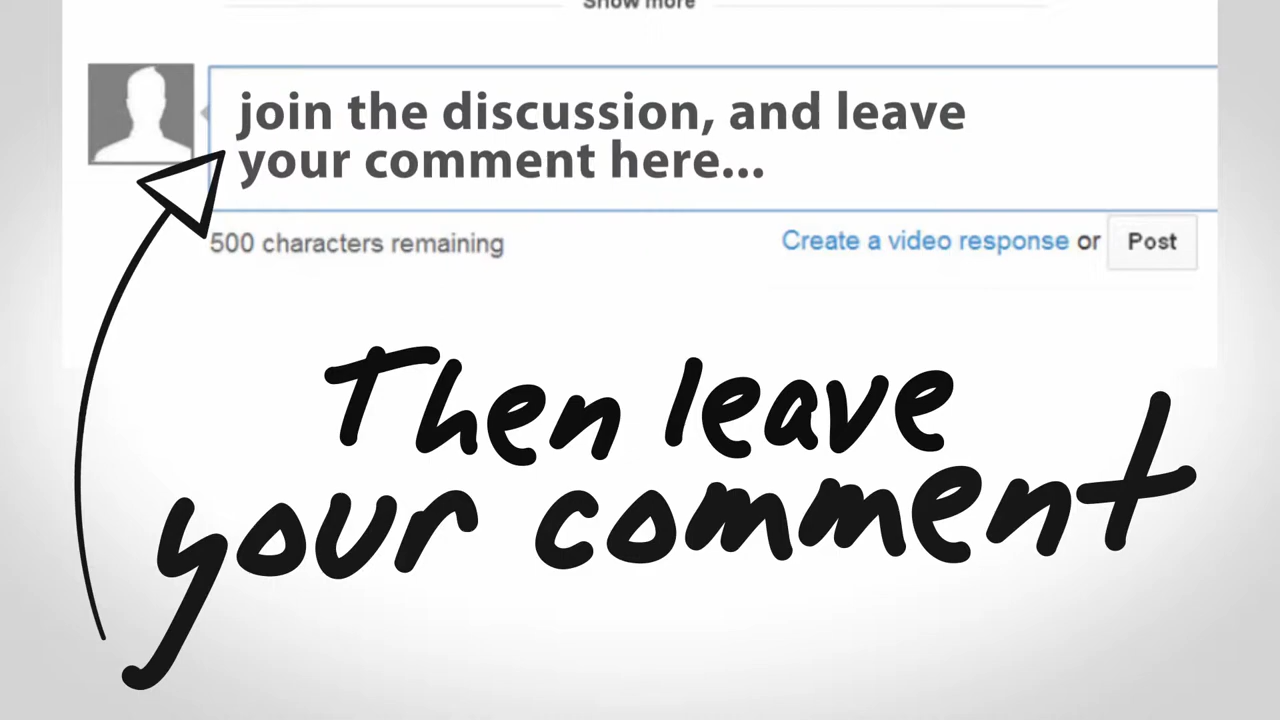 Show more
join the discussion, and leave
your comment here...
500 characters remaining
Create a video response or Post
Then leave
your comment